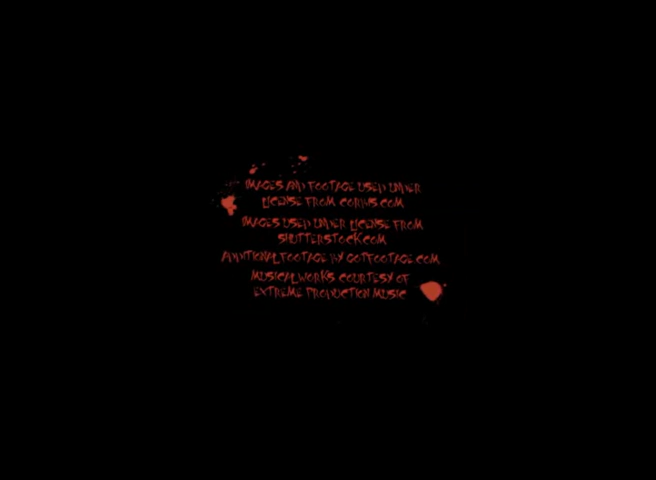 IMAGES AND FOOTAGE USED UNDER
LICENSE FROM CORBIS.COM
IMAGES USED UNDER LICENSE FROM
SHUTTERSTOCK.COM
ADDITIONAL FOOTAGE BY GOTFOOTAGE.COM
MUSICAL WORKS COURTESY OF
EXTREME PRODUCTION MUSIC